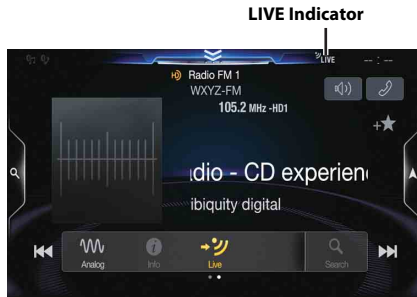 LIVE Indicator
LIVE
-- : --
Radio FM 1
WXYZ-FM
105.2 MHz -HD1
dio - CD experien
ibiquity digital
Analog
Info
Live
Search